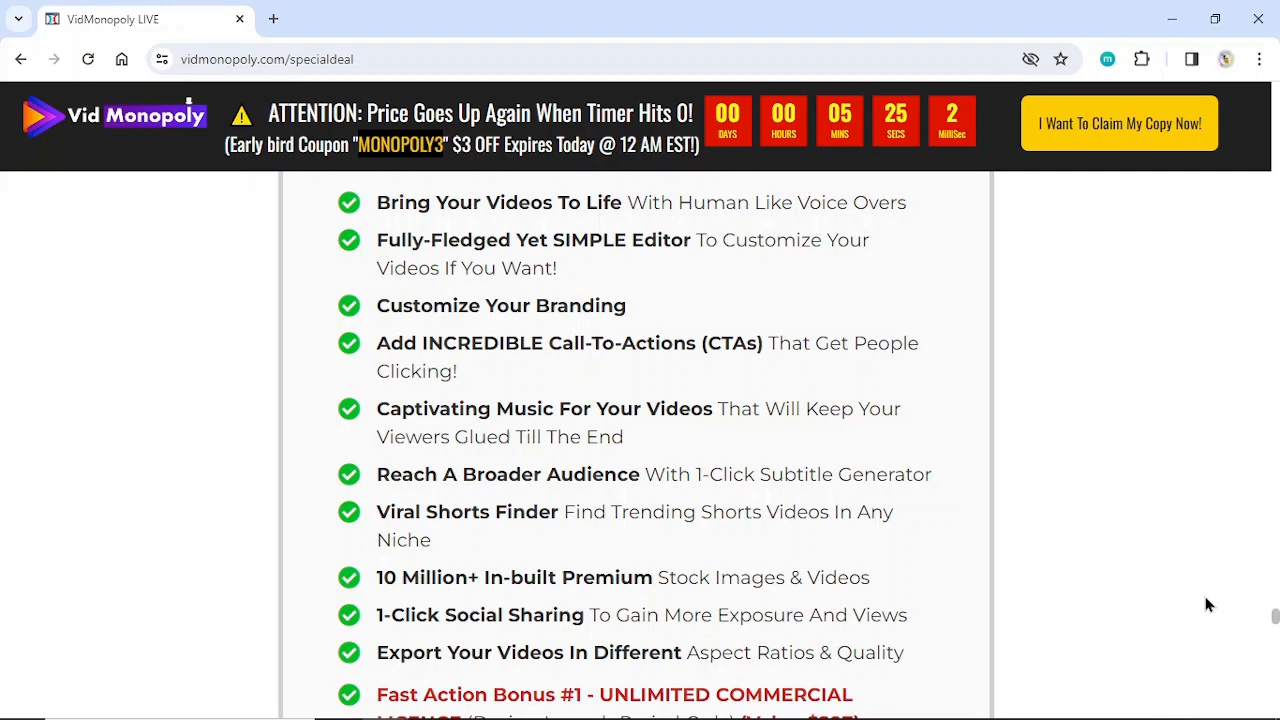 VidMonopoly LIVE
vidmonopoly.com/specialdeal
m
Vid Monopoly
ATTENTION: Price Goes Up Again When Timer Hits 0!
(Early bird Coupon "MONOPOLY3" $3 OFF Expires Today @ 12 AM EST!)
00 00 05 25 2
DAYS HOURS MINS SECS MilliSec
I Want To Claim My Copy Now!
Bring Your Videos To Life With Human Like Voice Overs
Fully-Fledged Yet SIMPLE Editor To Customize Your
Videos If You Want!
Customize Your Branding
Add INCREDIBLE Call-To-Actions (CTAs) That Get People
Clicking!
Captivating Music For Your Videos That Will Keep Your
Viewers Glued Till The End
Reach A Broader Audience With 1-Click Subtitle Generator
Viral Shorts Finder Find Trending Shorts Videos In Any
Niche
10 Million+ In-built Premium Stock Images & Videos
1-Click Social Sharing To Gain More Exposure And Views
Export Your Videos In Different Aspect Ratios & Quality
Fast Action Bonus #1 - UNLIMITED COMMERCIAL